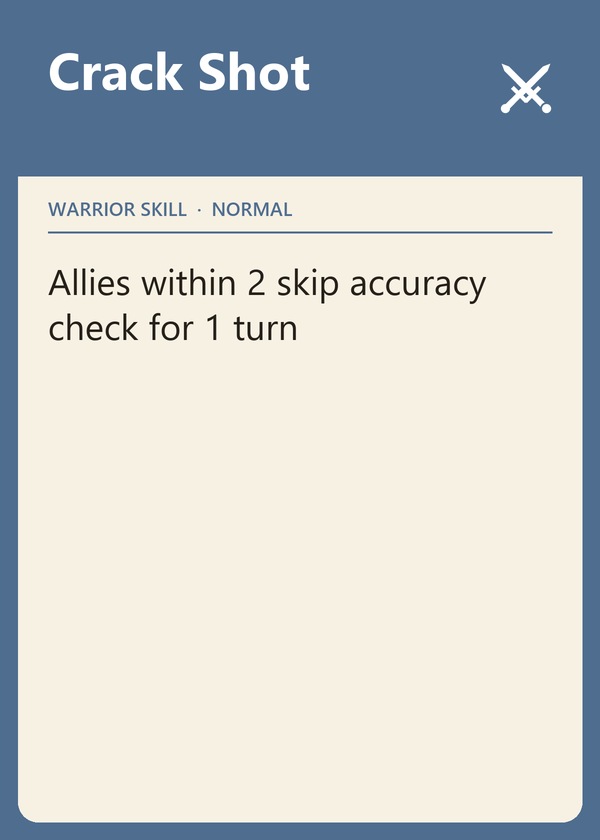 Crack Shot
WARRIOR SKILL · NORMAL
Allies within 2 skip accuracy
check for 1 turn